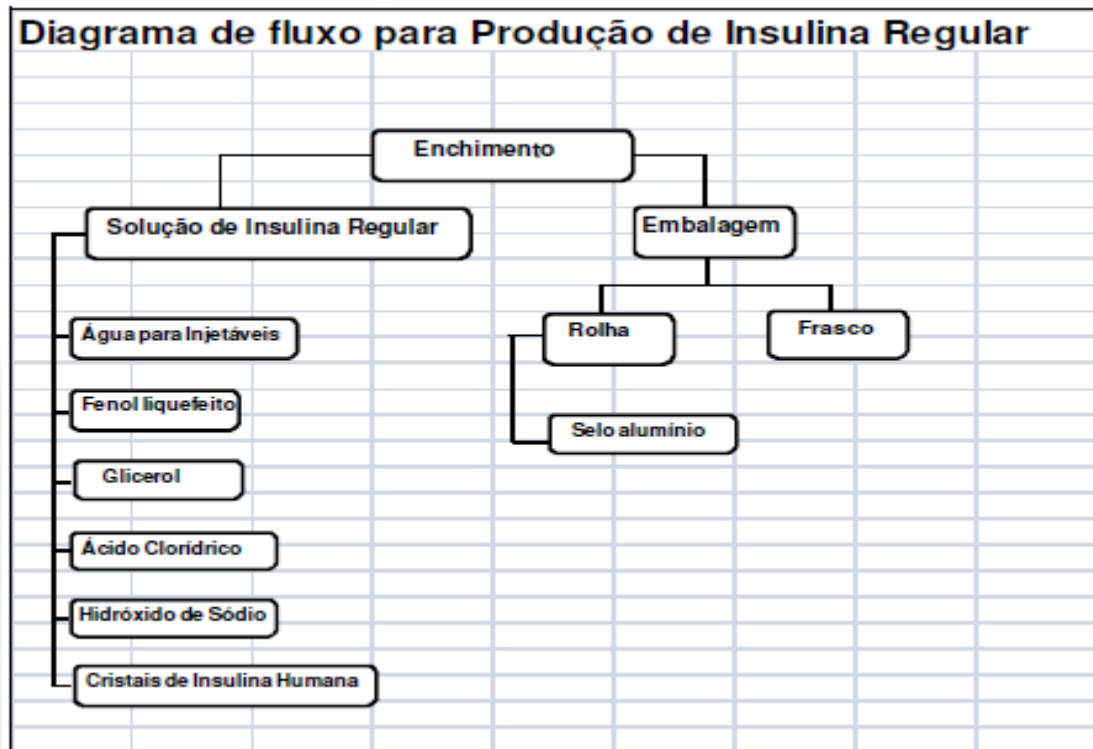 Diagrama de fluxo para Produção de Insulina Regular
Enchimento
Solução de Insulina Regular
Embalagem
Água para Injetáveis
Rolha
Frasco
Fenol liquefeito
Selo alumínio
Glicerol
Ácido Clorídrico
Hidróxido de Sódio
Cristais de Insulina Humana